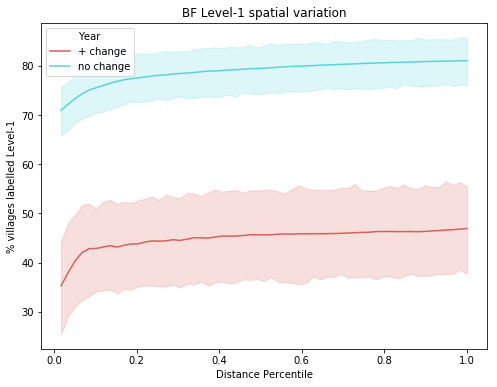 BF Level-1 spatial variation
Year
+ change
no change
% villages labelled Level-1
80
70
60
50
40
30
0.0 0.2 0.4 0.6 0.8 1.0
Distance Percentile